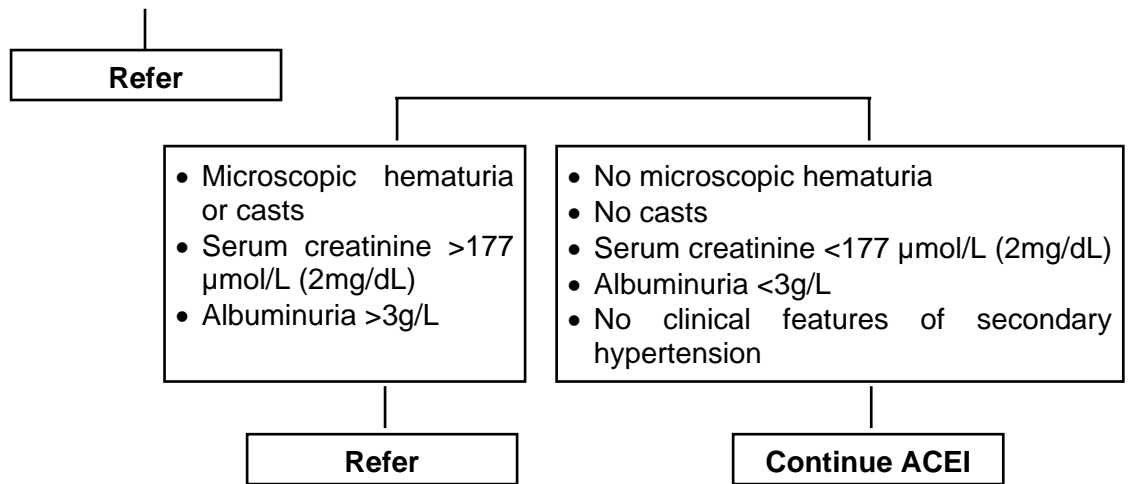 Refer
• Microscopic hematuria
or casts
• Serum creatinine >177
µmol/L (2mg/dL)
• Albuminuria >3g/L
• No microscopic hematuria
• No casts
• Serum creatinine <177 µmol/L (2mg/dL)
• Albuminuria <3g/L
• No clinical features of secondary
hypertension
Refer
Continue ACEI